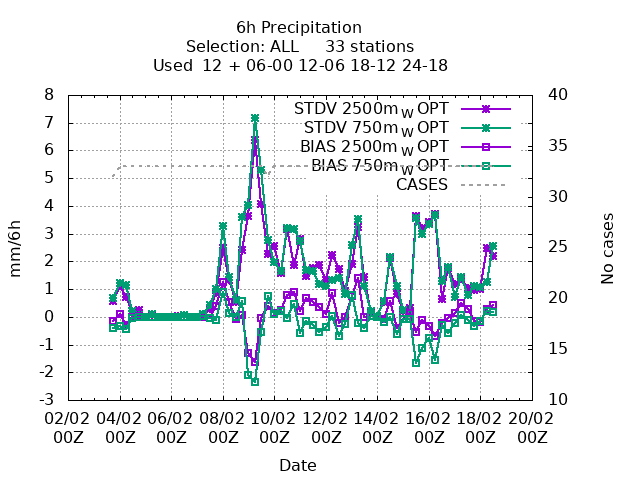 6h Precipitation
Selection: ALL 33 stations
Used 12 + 06-00 12-06 18-12 24-18
STDV 2500m_W OPT
STDV 750m_W OPT
BIAS 2500m_W OPT
BIAS 750m_W OPT
CASES
8
7
6
5
4
3
2
1
0
-1
-2
-3
mm/6h
40
35
30
25
20
15
10
No cases
02/02 04/02 06/02 08/02 10/02 12/02 14/02 16/02 18/02 20/02
00Z 00Z 00Z 00Z 00Z 00Z 00Z 00Z 00Z 00Z
Date